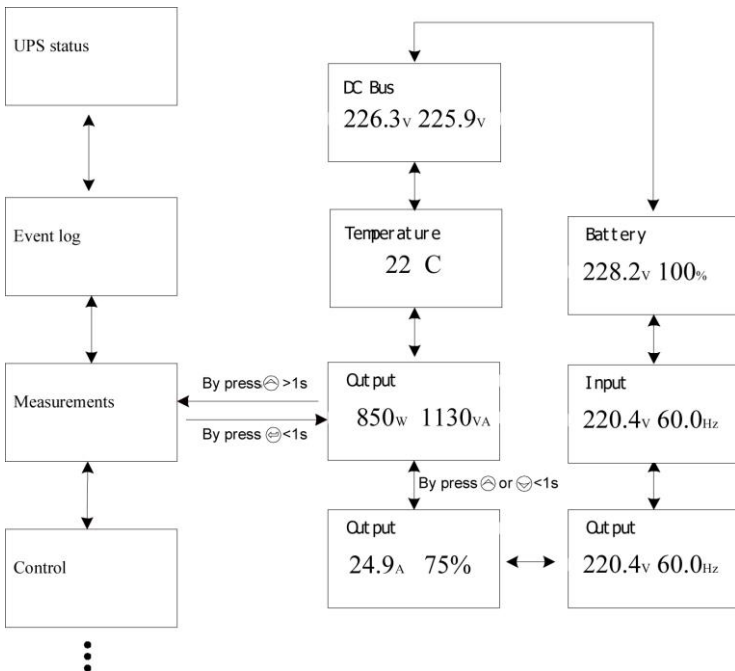 UPS status
Event log
Measurements
Control
By press >1s
By press <1s
DC Bus
226.3V 225.9V
Temperature
22 C
Output
850W 1130VA
By press or <1s
Output
24.9A 75%
Battery
228.2V 100%
Input
220.4V 60.0Hz
Output
220.4V 60.0Hz